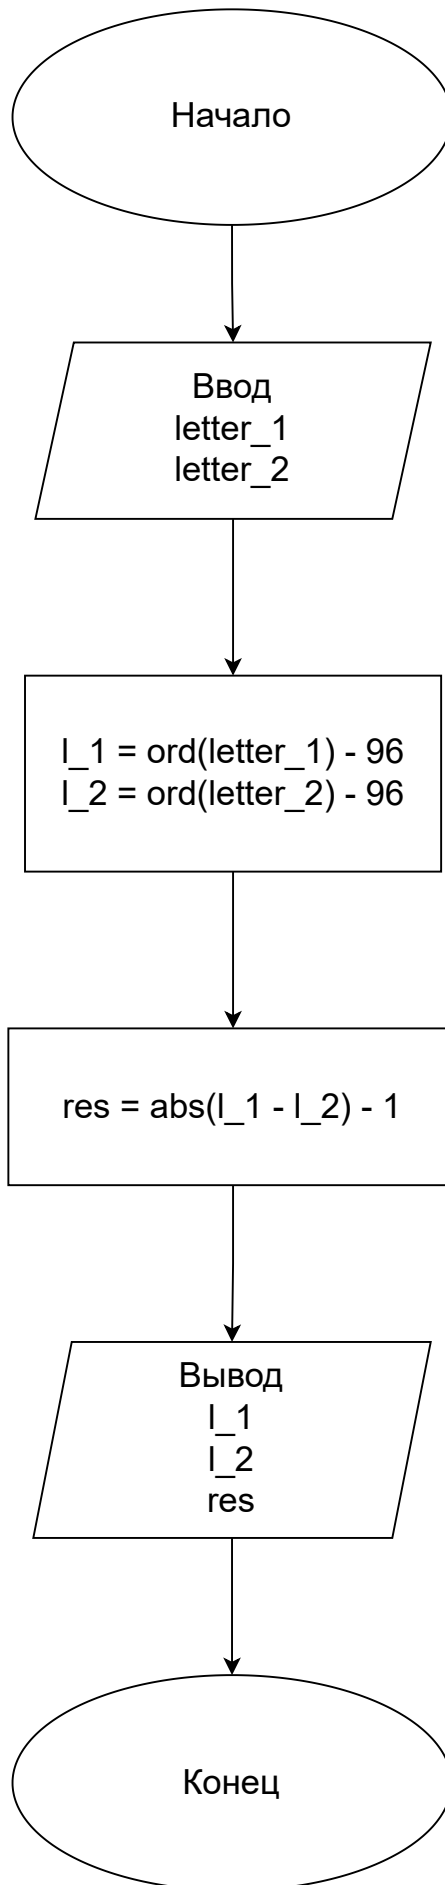 Начало
Ввод
letter_1
letter_2
l_1 = ord(letter_1) - 96
l_2 = ord(letter_2) - 96
res = abs(l_1 - l_2) - 1
Вывод
l_1
l_2
res
Конец